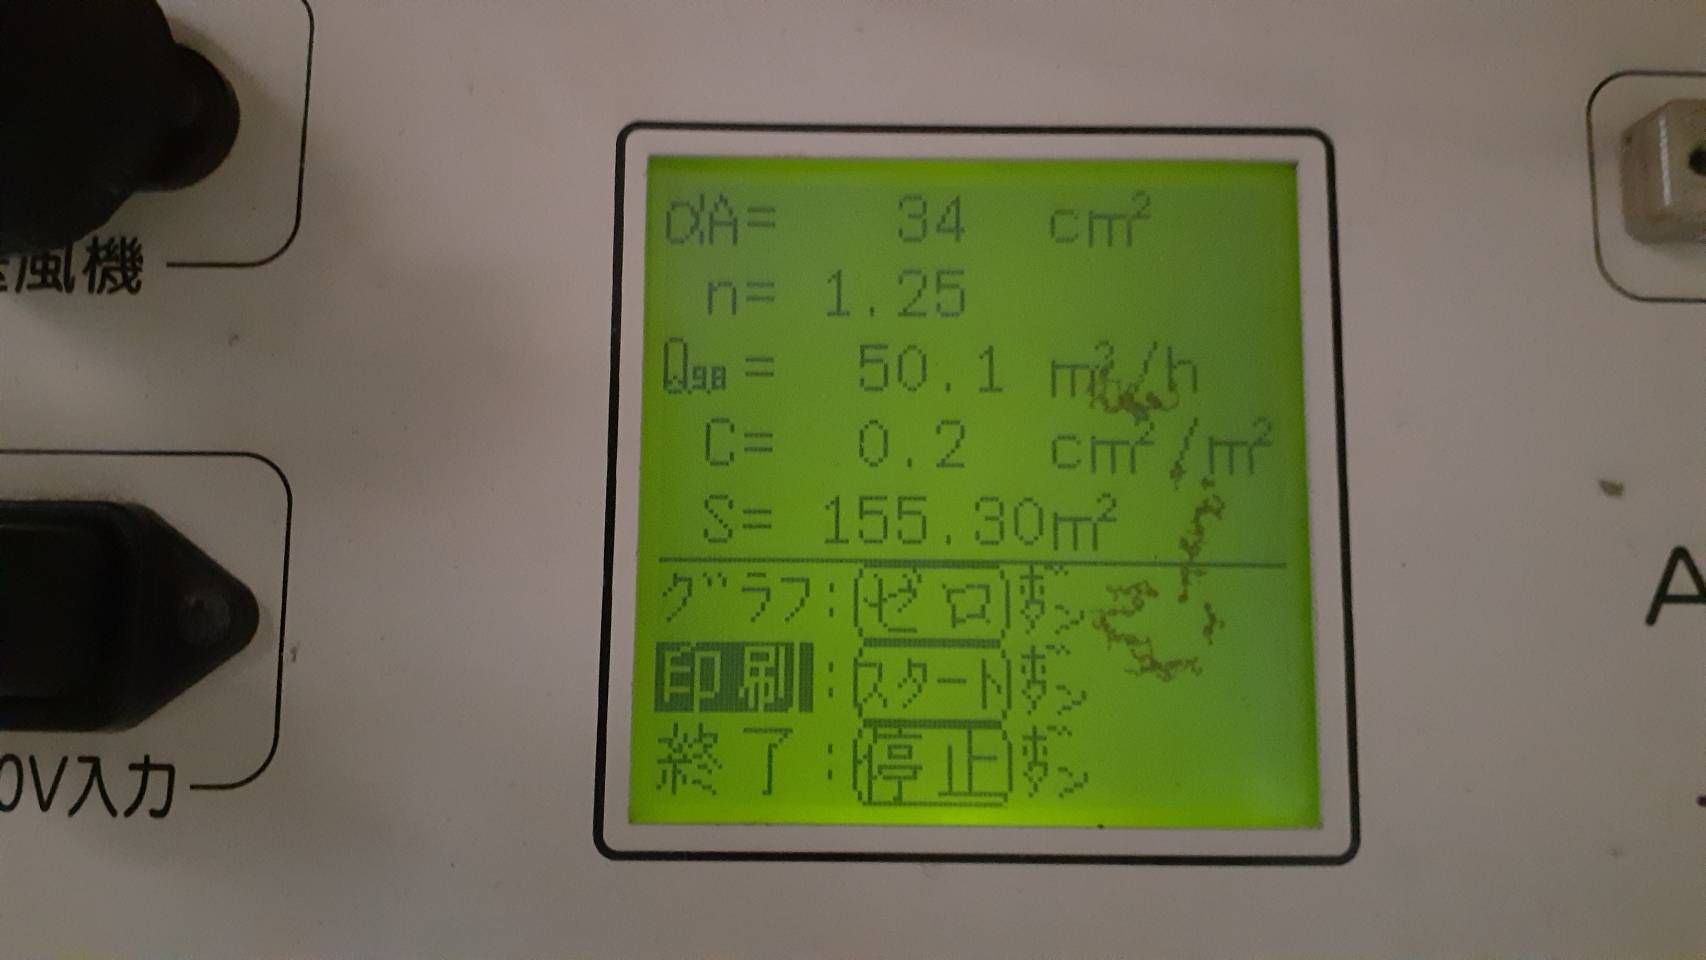 αA= 34 cm²
n= 1.25
Q98= 50.1 m³/h
C= 0.2 cm²/m²
S= 155.30m²
グラフ:ゼロボタン
印刷:スタートボタン
終了:停止ボタン
風機
0V入力
A